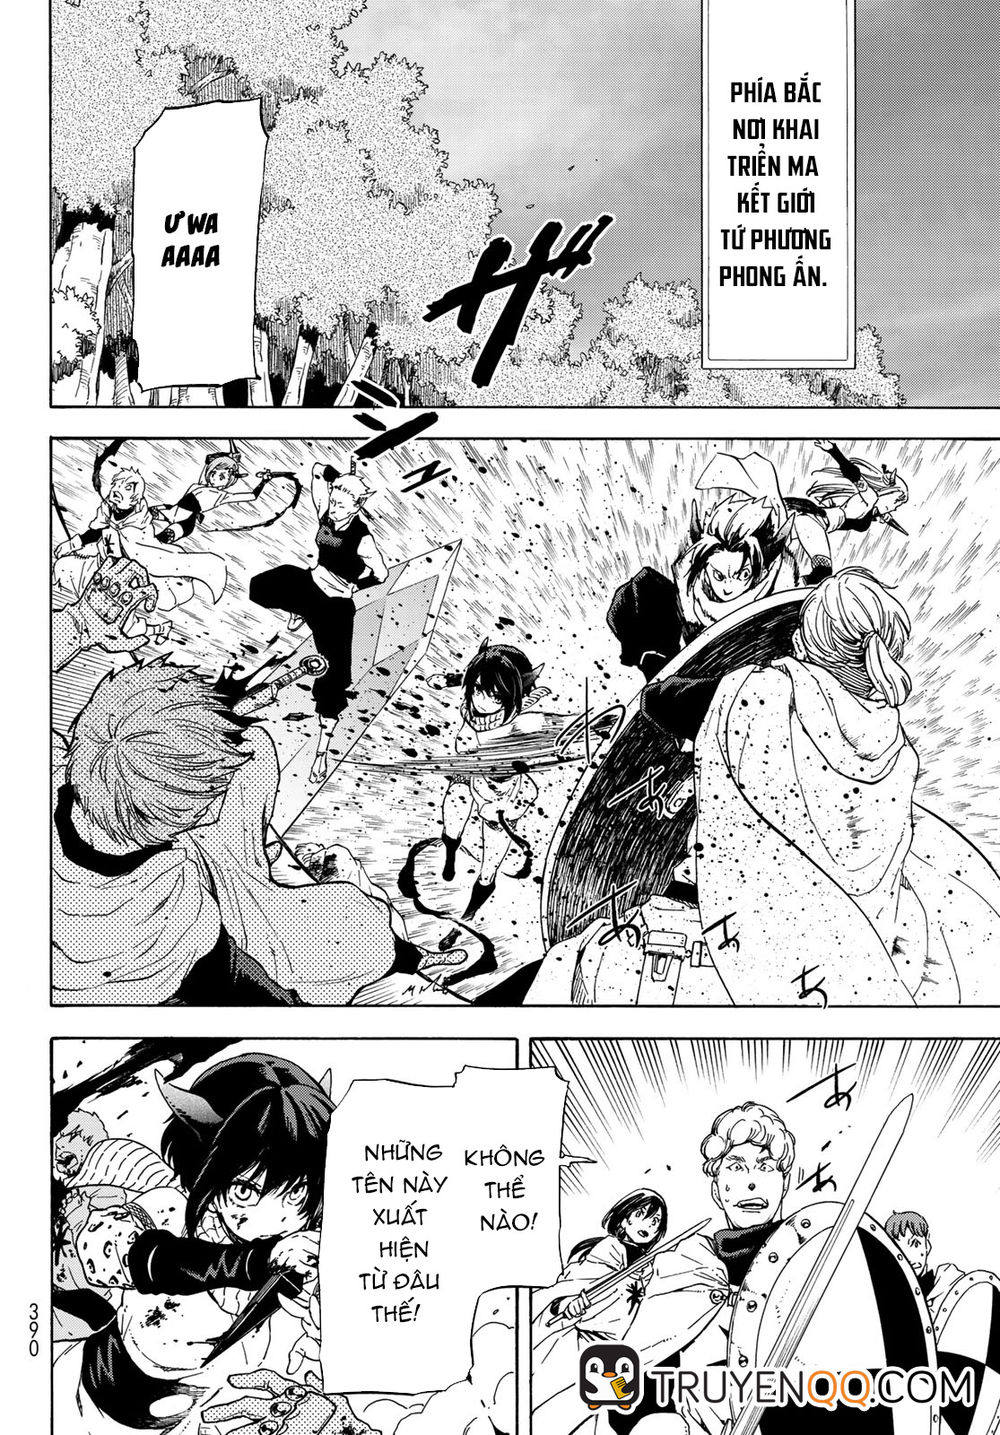 PHÍA BẮC
NƠI KHAI
TRIỂN MA
KẾT GIỚI
TỨ PHƯƠNG
PHONG ẤN.
Ư WA
AAAA
KHÔNG
THỂ
NÀO!
NHỮNG
TÊN NÀY
XUẤT
HIỆN
TỪ ĐÂU
THẾ!
390
TRUYENQQ.COM